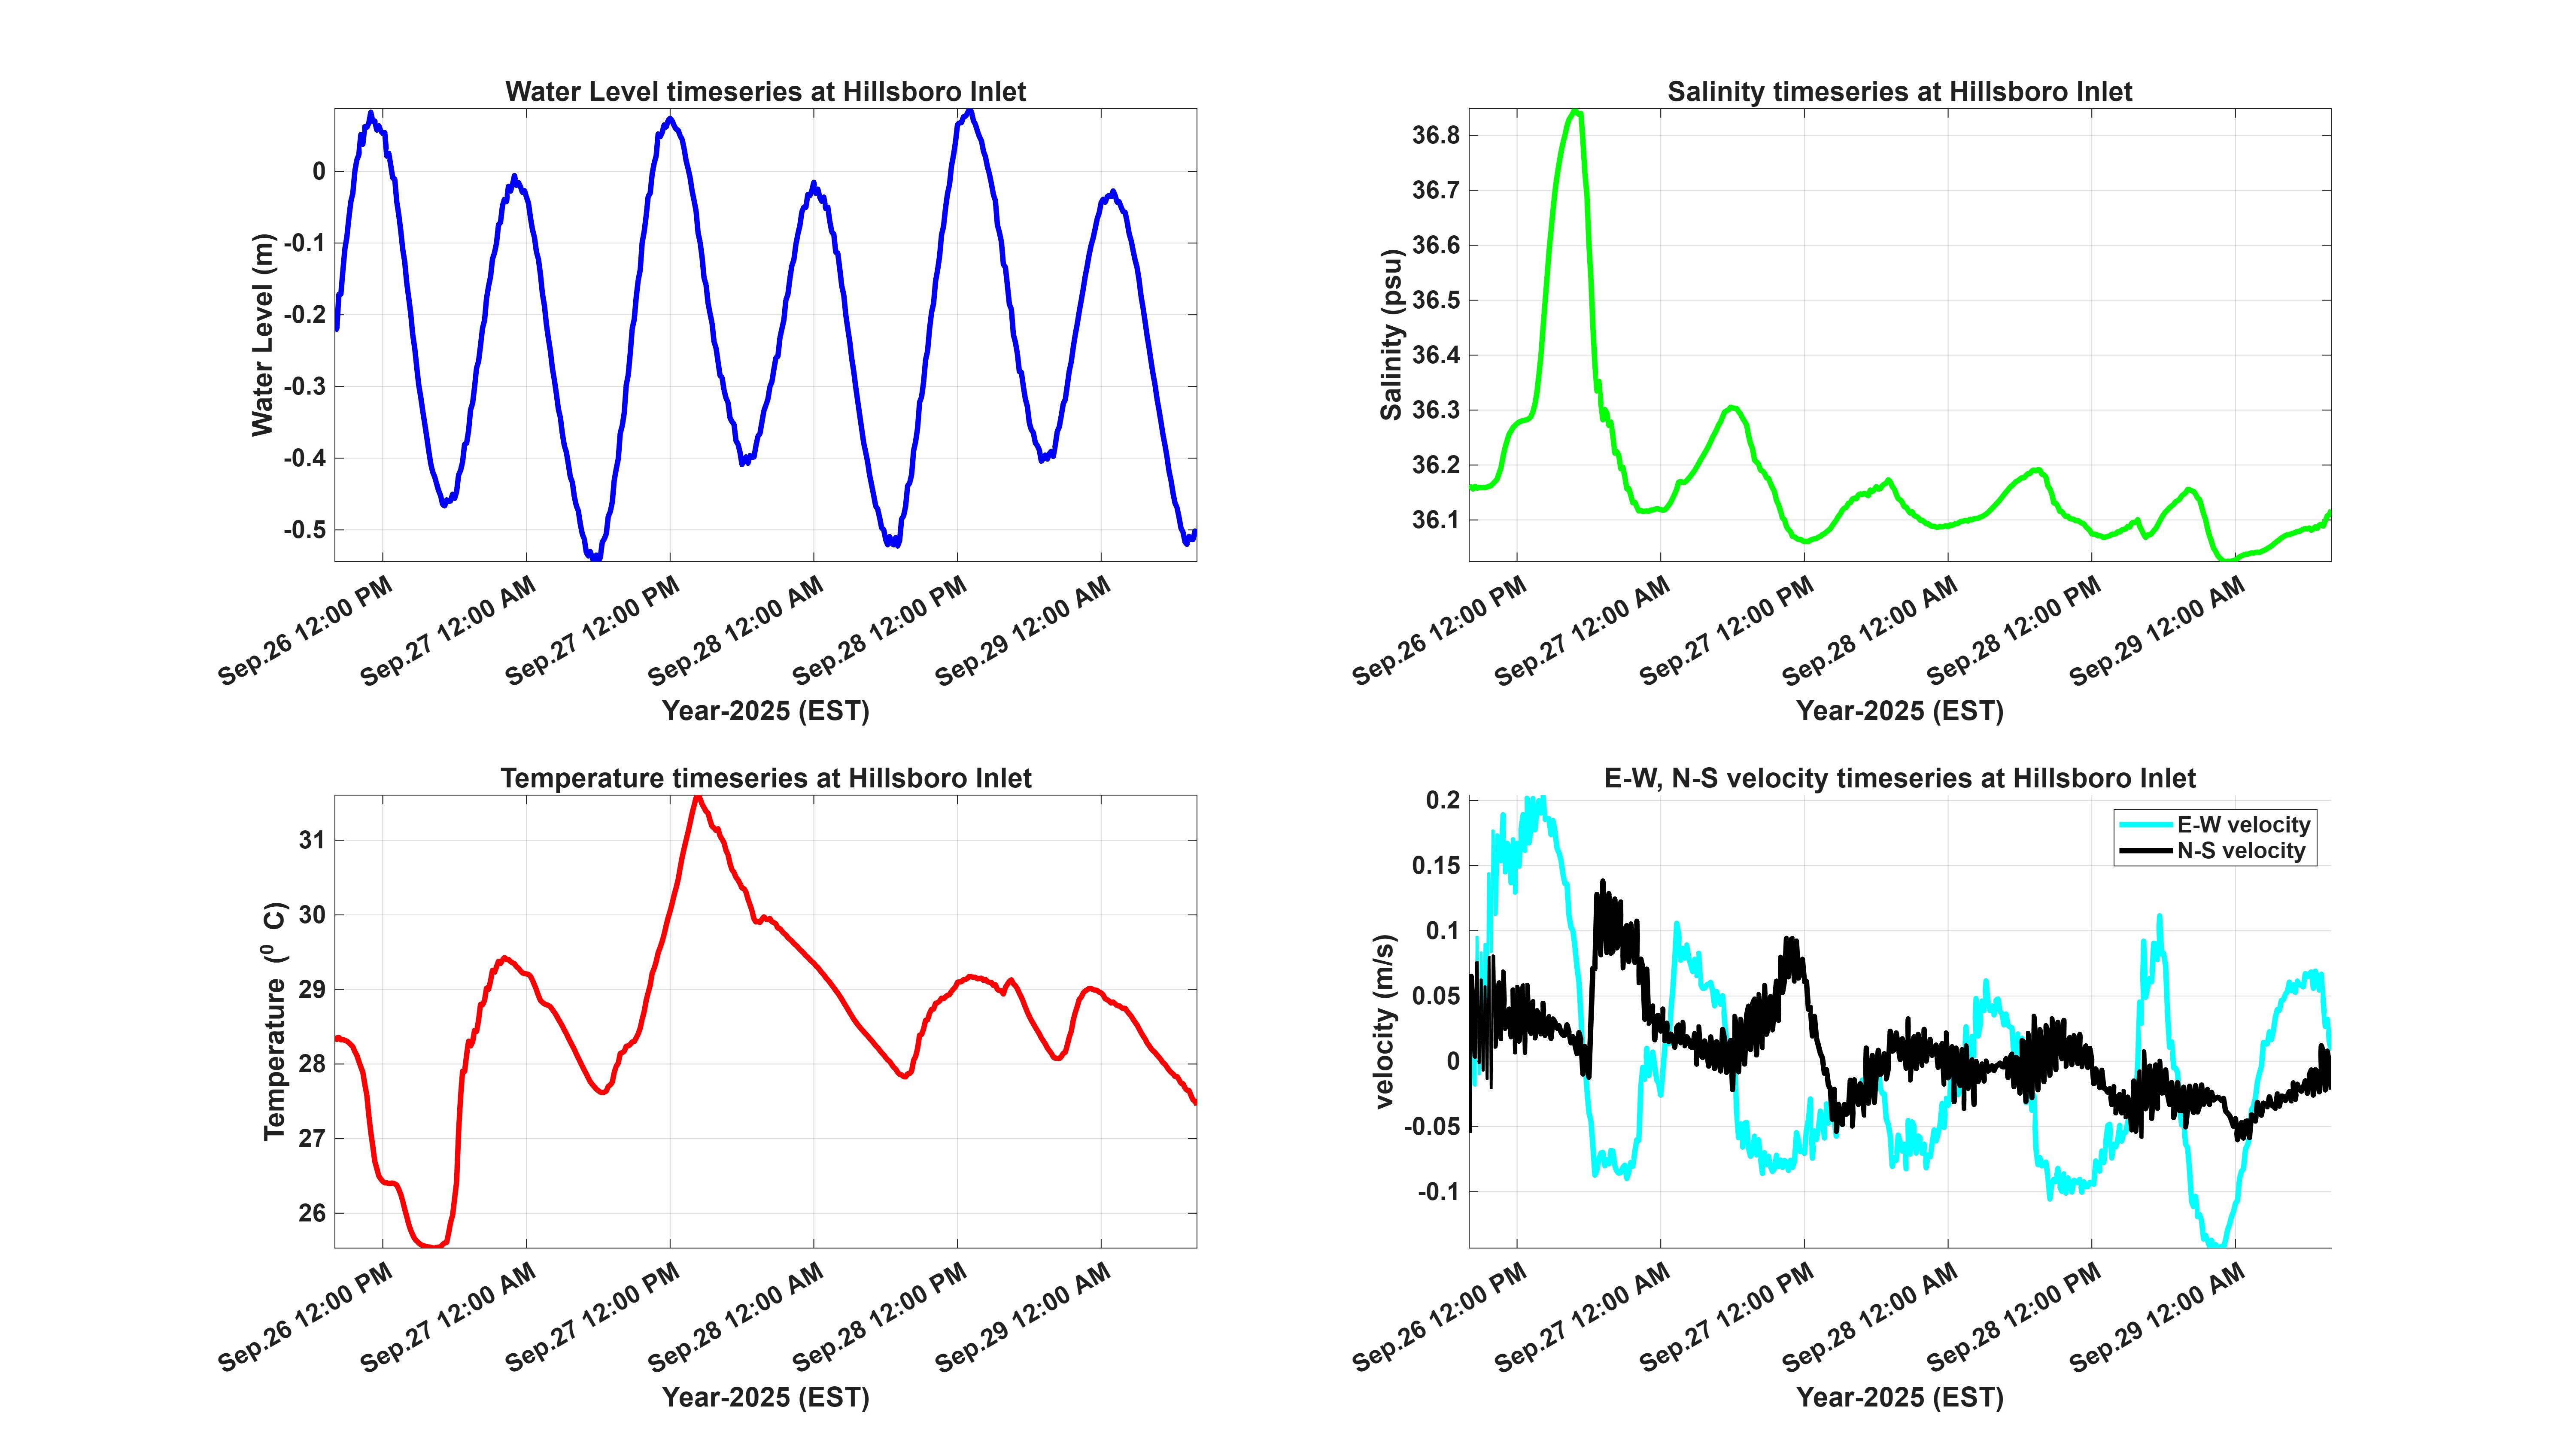 Water Level timeseries at Hillsboro Inlet
Water Level (m)
0
-0.1
-0.2
-0.3
-0.4
-0.5
Sep.26 12:00 PM
Sep.27 12:00 AM
Sep.27 12:00 PM
Sep.28 12:00 AM
Sep.28 12:00 PM
Sep.29 12:00 AM
Year-2025 (EST)
Salinity timeseries at Hillsboro Inlet
Salinity (psu)
36.8
36.7
36.6
36.5
36.4
36.3
36.2
36.1
Sep.26 12:00 PM
Sep.27 12:00 AM
Sep.27 12:00 PM
Sep.28 12:00 AM
Sep.28 12:00 PM
Sep.29 12:00 AM
Year-2025 (EST)
Temperature timeseries at Hillsboro Inlet
Temperature (⁰ C)
31
30
29
28
27
26
Sep.26 12:00 PM
Sep.27 12:00 AM
Sep.27 12:00 PM
Sep.28 12:00 AM
Sep.28 12:00 PM
Sep.29 12:00 AM
Year-2025 (EST)
E-W, N-S velocity timeseries at Hillsboro Inlet
velocity (m/s)
0.2
0.15
0.1
0.05
0
-0.05
-0.1
E-W velocity
N-S velocity
Sep.26 12:00 PM
Sep.27 12:00 AM
Sep.27 12:00 PM
Sep.28 12:00 AM
Sep.28 12:00 PM
Sep.29 12:00 AM
Year-2025 (EST)